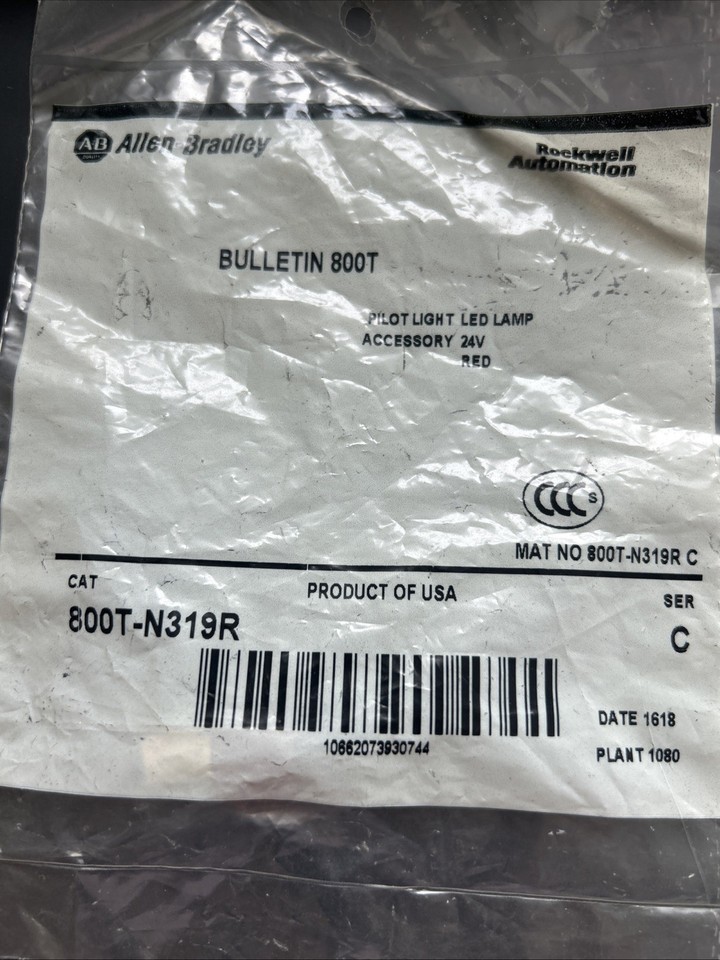 AB Allen-Bradley
Rockwell
Automation
BULLETIN 800T
PILOT LIGHT LED LAMP
ACCESSORY 24V
RED
CCC S
MAT NO 800T-N319R C
CAT
PRODUCT OF USA
SER
800T-N319R
C
10662073930744
DATE 1618
PLANT 1080